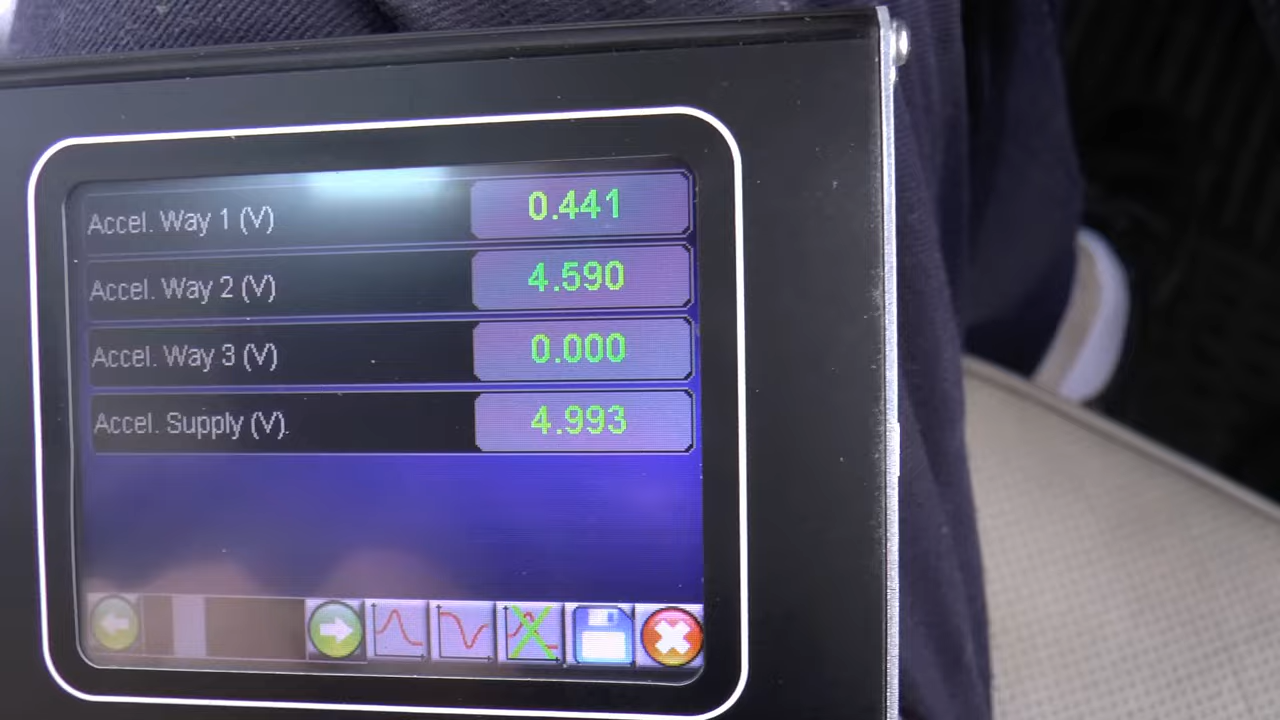 Accel. Way 1 (V) 0.441
Accel. Way 2 (V) 4.590
Accel. Way 3 (V) 0.000
Accel. Supply (V). 4.993